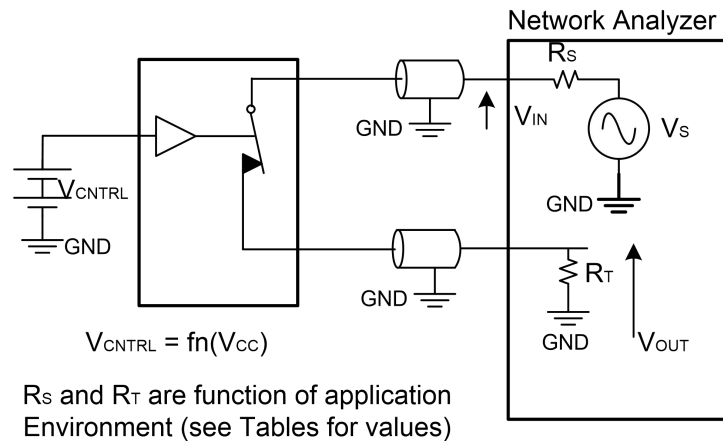 Network Analyzer
RS
GND
VIN
VS
GND
VCNTRL
GND
GND
RT
GND
VOUT
VCNTRL = fn(VCC)
RS and RT are function of application
Environment (see Tables for values)